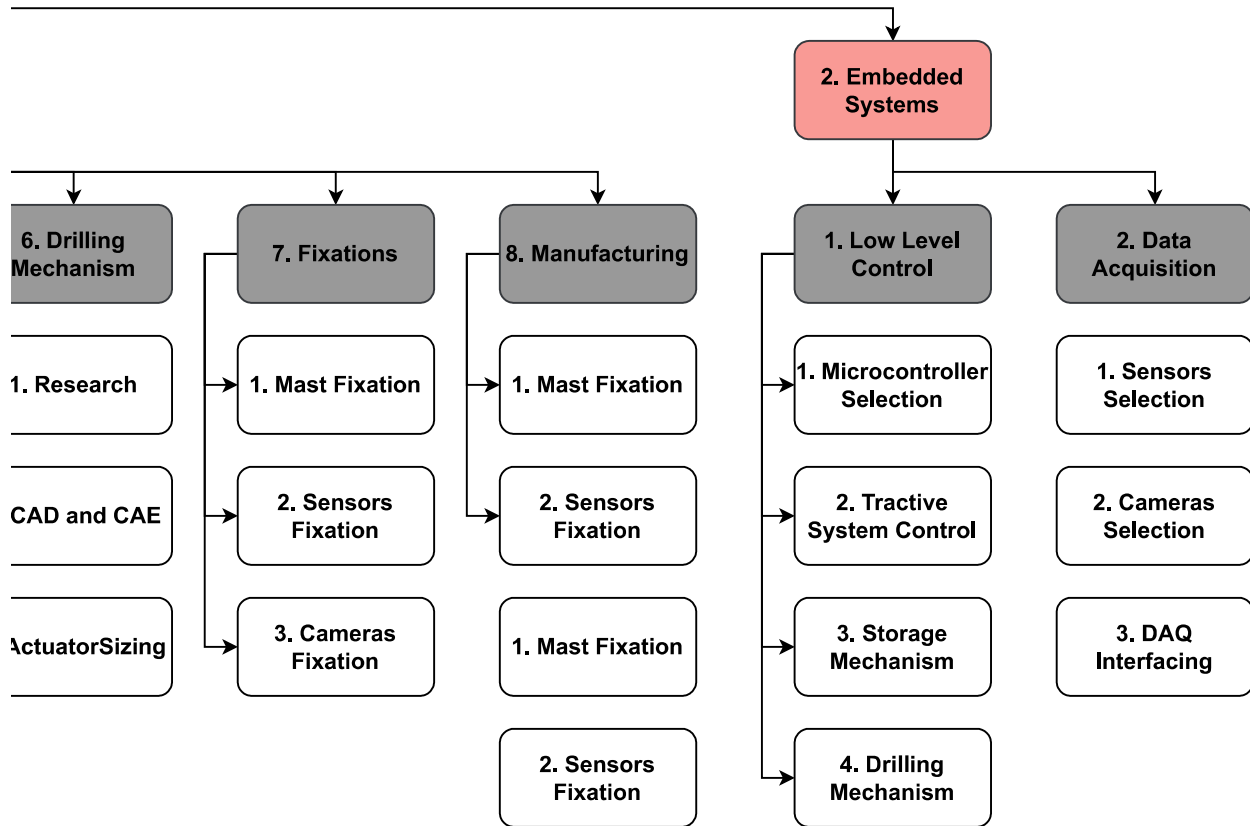 2. Embedded
Systems
6. Drilling
Mechanism
7. Fixations
8. Manufacturing
1. Low Level
Control
2. Data
Acquisition
1. Research
1. Mast Fixation
1. Mast Fixation
1. Microcontroller
Selection
1. Sensors
Selection
CAD and CAE
2. Sensors
Fixation
2. Sensors
Fixation
2. Tractive
System Control
2. Cameras
Selection
ActuatorSizing
3. Cameras
Fixation
1. Mast Fixation
3. Storage
Mechanism
3. DAQ
Interfacing
2. Sensors
Fixation
4. Drilling
Mechanism